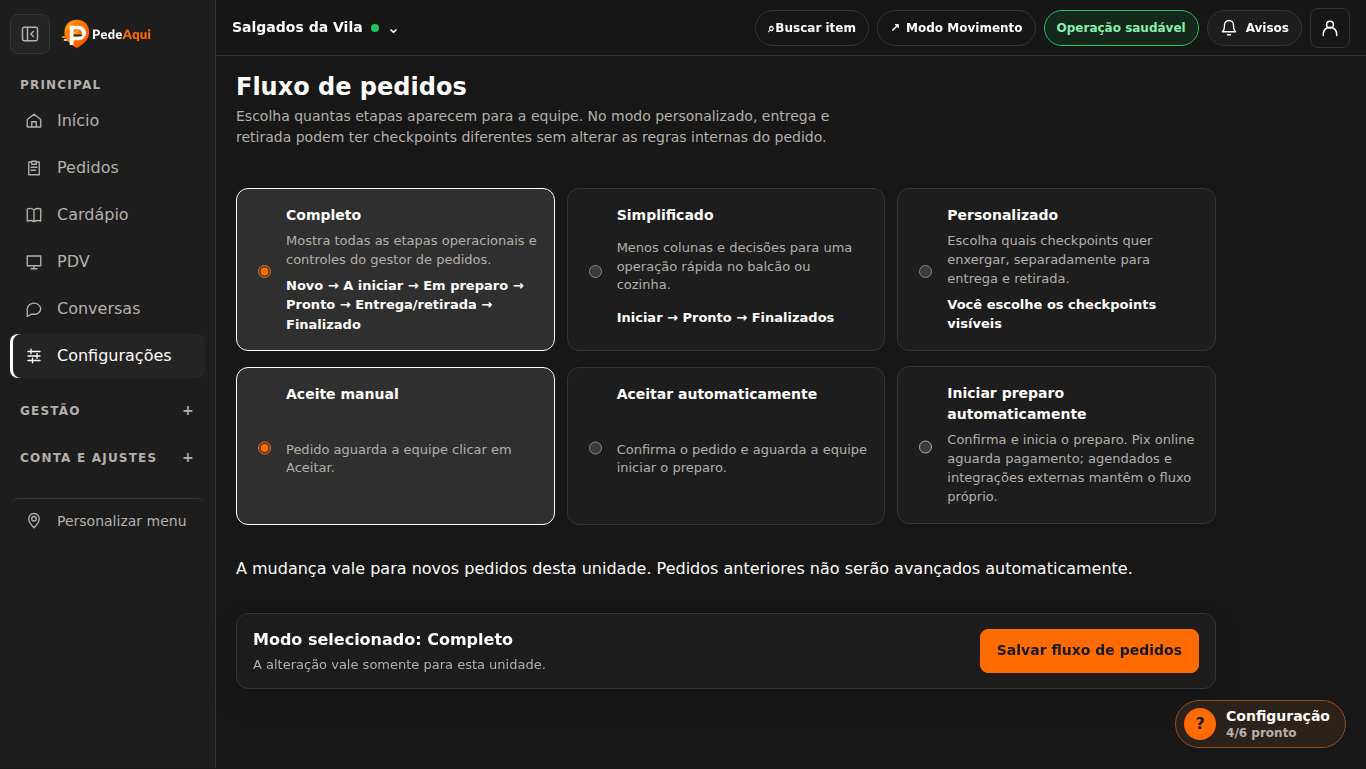 PedeAqui
PRINCIPAL
Início
Pedidos
Cardápio
PDV
Conversas
Configurações
GESTÃO +
CONTA E AJUSTES +
Personalizar menu
Salgados da Vila
Buscar item
↗ Modo Movimento
Operação saudável
Avisos
Fluxo de pedidos
Escolha quantas etapas aparecem para a equipe. No modo personalizado, entrega e
retirada podem ter checkpoints diferentes sem alterar as regras internas do pedido.
Completo
Mostra todas as etapas operacionais e
controles do gestor de pedidos.
Novo → A iniciar → Em preparo →
Pronto → Entrega/retirada →
Finalizado
Simplificado
Menos colunas e decisões para uma
operação rápida no balcão ou
cozinha.
Iniciar → Pronto → Finalizados
Personalizado
Escolha quais checkpoints quer
enxergar, separadamente para
entrega e retirada.
Você escolhe os checkpoints
visíveis
Aceite manual
Pedido aguarda a equipe clicar em
Aceitar.
Aceitar automaticamente
Confirma o pedido e aguarda a equipe
iniciar o preparo.
Iniciar preparo
automaticamente
Confirma e inicia o preparo. Pix online
aguarda pagamento; agendados e
integrações externas mantêm o fluxo
próprio.
A mudança vale para novos pedidos desta unidade. Pedidos anteriores não serão avançados automaticamente.
Modo selecionado: Completo
A alteração vale somente para esta unidade.
Salvar fluxo de pedidos
?
Configuração
4/6 pronto